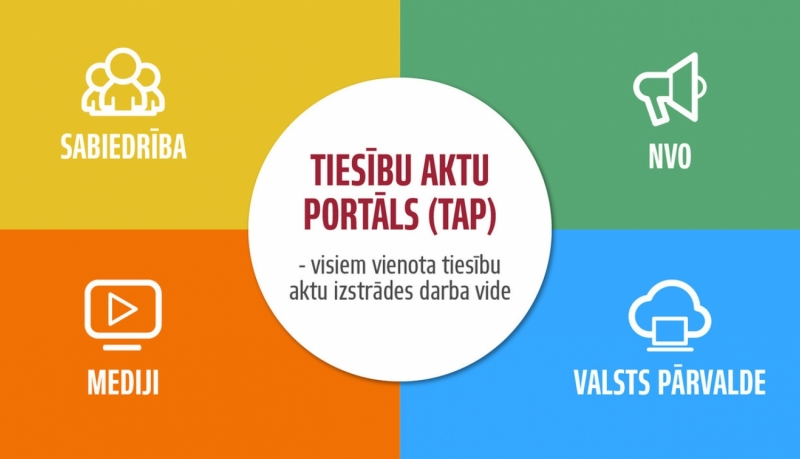 SABIEDRĪBA
NVO
TIESĪBU AKTU
PORTĀLS (TAP)
- visiem vienota tiesību
aktu izstrādes darba vide
MEDIJI
VALSTS PĀRVALDE